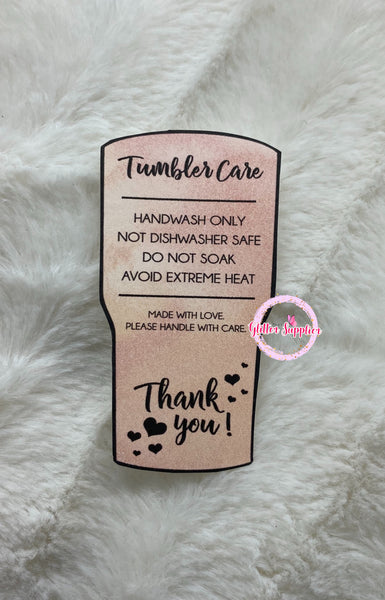 Tumbler Care
HANDWASH ONLY
NOT DISHWASHER SAFE
DO NOT SOAK
AVOID EXTREME HEAT
MADE WITH LOVE.
PLEASE HANDLE WITH CARE.
Glitter Supplier
Thank
you!